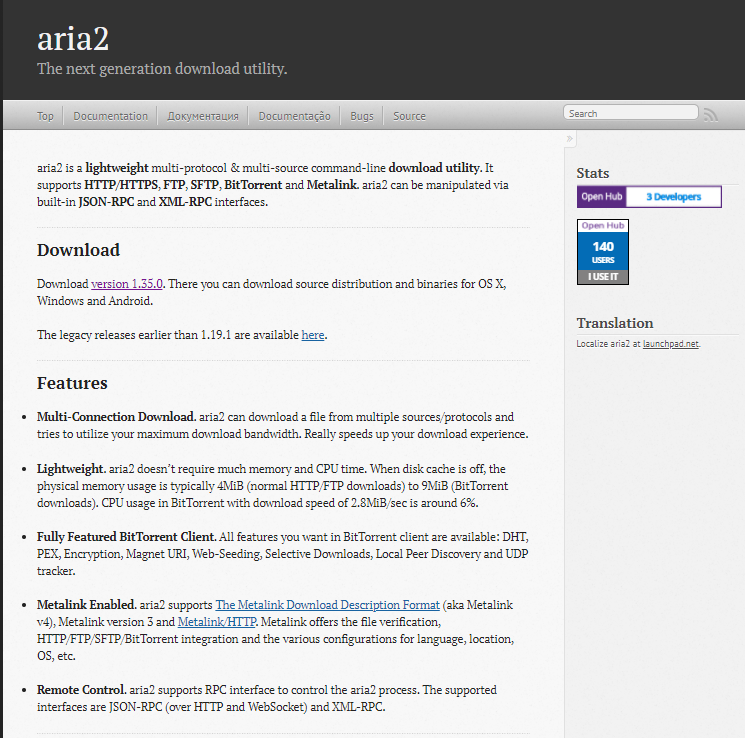 aria2
The next generation download utility.
Top
Documentation
Документация
Documentação
Bugs
Source
Search
»
aria2 is a lightweight multi-protocol & multi-source command-line download utility. It
supports HTTP/HTTPS, FTP, SFTP, BitTorrent and Metalink. aria2 can be manipulated via
built-in JSON-RPC and XML-RPC interfaces.
Download
Download version 1.35.0. There you can download source distribution and binaries for OS X,
Windows and Android.
The legacy releases earlier than 1.19.1 are available here.
Features
• Multi-Connection Download. aria2 can download a file from multiple sources/protocols and
tries to utilize your maximum download bandwidth. Really speeds up your download experience.
• Lightweight. aria2 doesn't require much memory and CPU time. When disk cache is off, the
physical memory usage is typically 4MiB (normal HTTP/FTP downloads) to 9MiB (BitTorrent
downloads). CPU usage in BitTorrent with download speed of 2.8MiB/sec is around 6%.
• Fully Featured BitTorrent Client. All features you want in BitTorrent client are available: DHT,
PEX, Encryption, Magnet URI, Web-Seeding, Selective Downloads, Local Peer Discovery and UDP
tracker.
• Metalink Enabled. aria2 supports The Metalink Download Description Format (aka Metalink
v4), Metalink version 3 and Metalink/HTTP. Metalink offers the file verification,
HTTP/FTP/SFTP/BitTorrent integration and the various configurations for language, location,
OS, etc.
• Remote Control. aria2 supports RPC interface to control the aria2 process. The supported
interfaces are JSON-RPC (over HTTP and WebSocket) and XML-RPC.
Stats
Open Hub 3 Developers
Open Hub
140
USERS
I USE IT
Translation
Localize aria2 at launchpad.net.